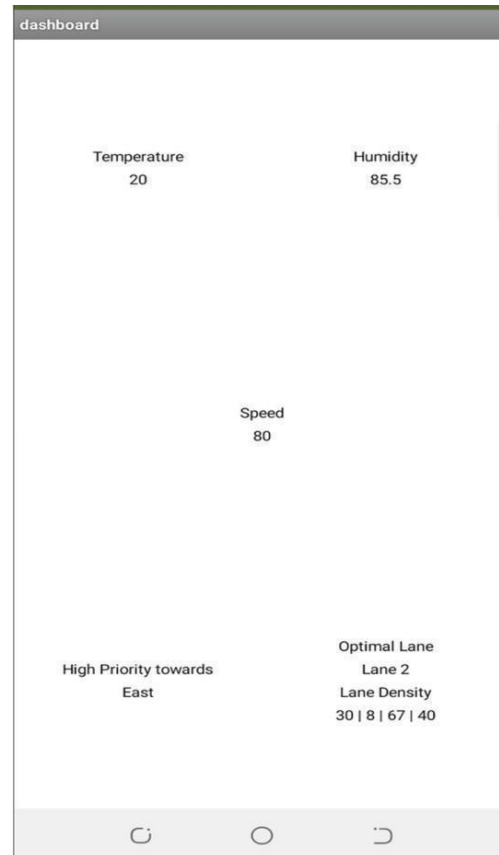 dashboard
Temperature
20
Humidity
85.5
Speed
80
High Priority towards
East
Optimal Lane
Lane 2
Lane Density
30 | 8 | 67 | 40